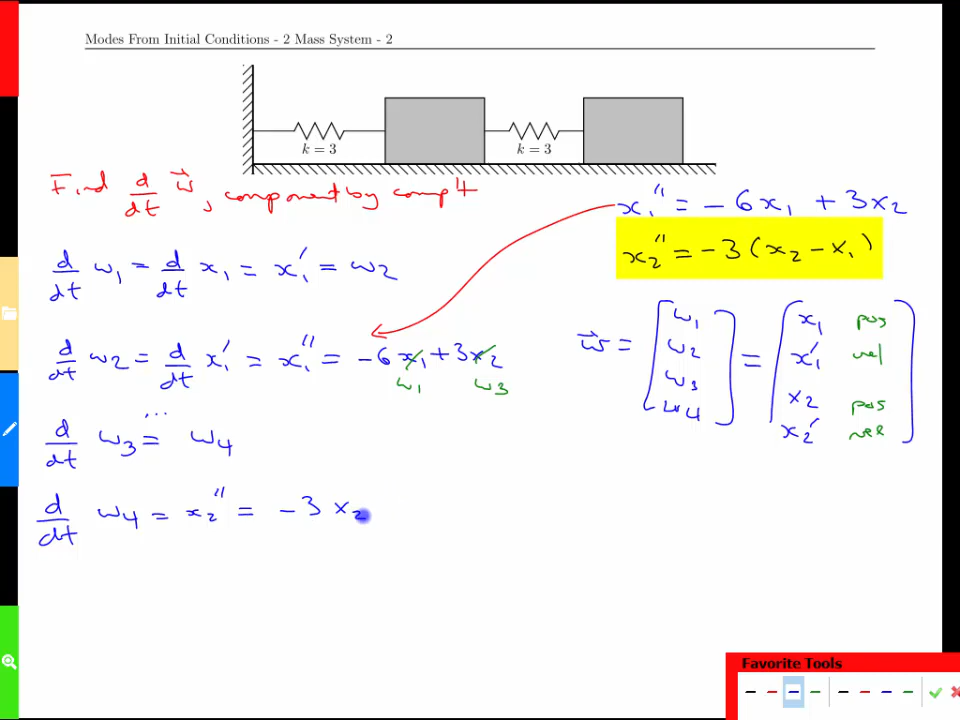 Modes From Initial Conditions - 2 Mass System - 2
k = 3 k = 3
Find d/dt w⃗, component by comp 4
x₁'' = -6x₁ + 3x₂
x₂'' = -3(x₂ - x₁)
d/dt w₁ = d/dt x₁ = x₁' = w₂
d/dt w₂ = d/dt x₁' = x₁'' = -6x₁ + 3x₂
w₁ w₃
w⃗ = [w₁ w₂ w₃ w₄] = [x₁ x₁' x₂ x₂']
pos
vel
pos
vel
d/dt w₃ = ... w₄
d/dt w₄ = x₂'' = -3x₂
Favorite Tools